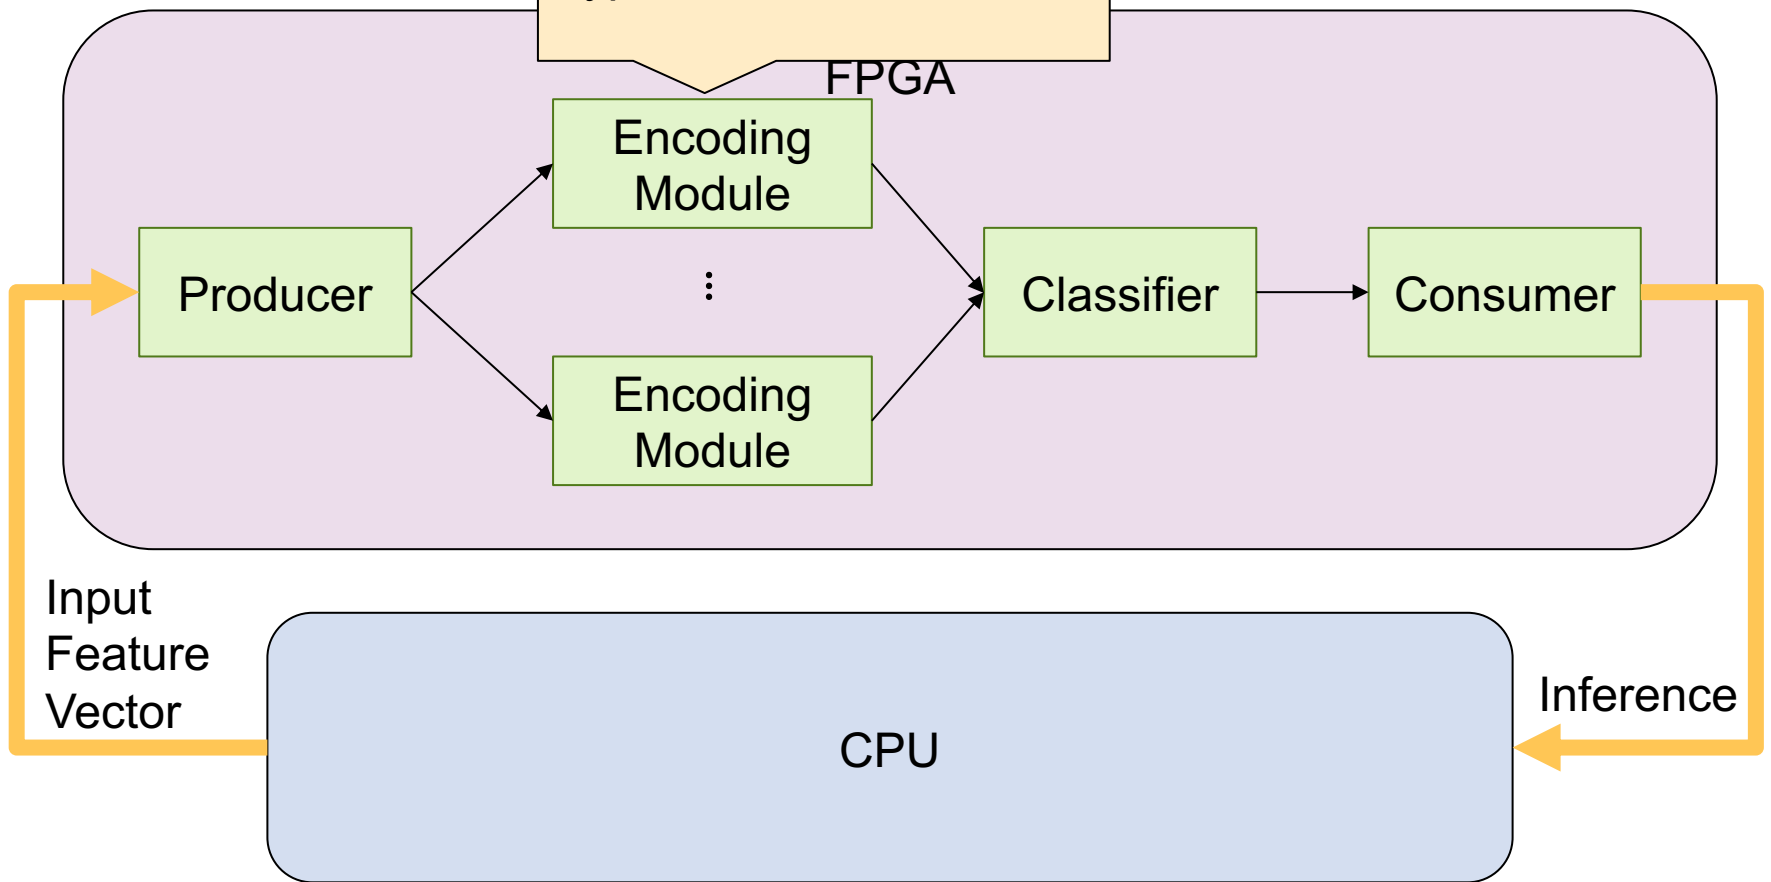 FPGA
Encoding
Module
Producer
⋮
Classifier
Consumer
Encoding
Module
Input
Feature
Vector
Inference
CPU